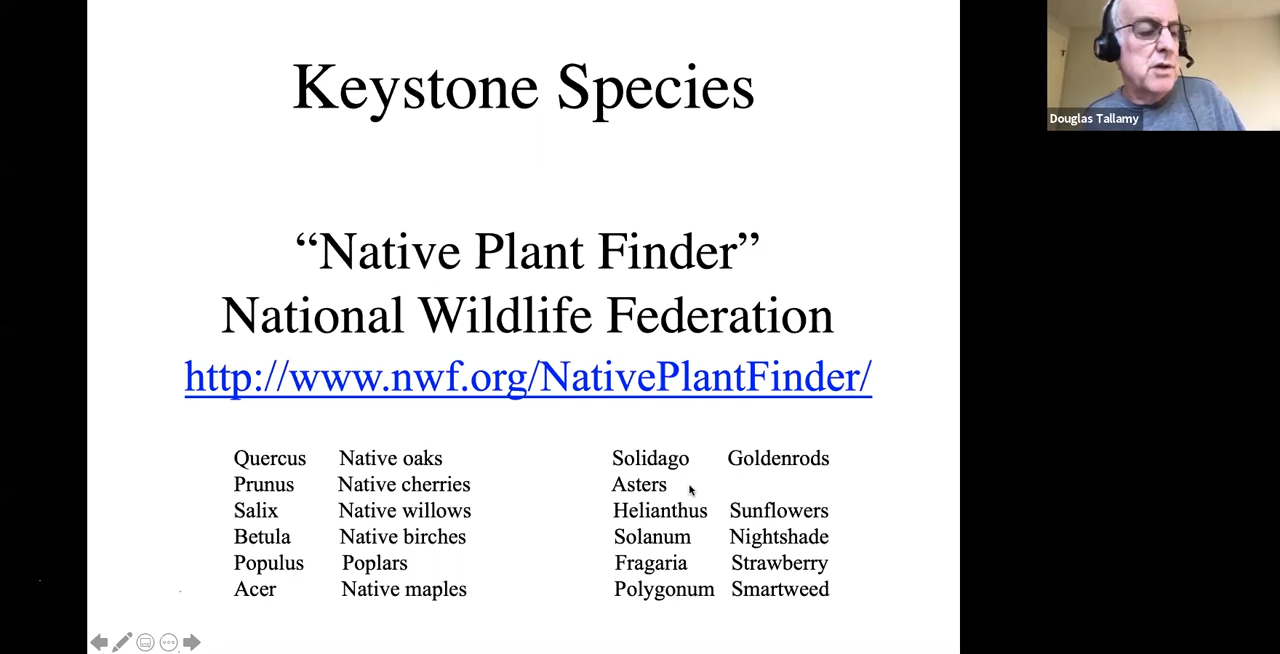 Keystone Species
“Native Plant Finder”
National Wildlife Federation
http://www.nwf.org/NativePlantFinder/
Quercus Native oaks
Prunus Native cherries
Salix Native willows
Betula Native birches
Populus Poplars
Acer Native maples
Solidago Goldenrods
Asters
Helianthus Sunflowers
Solanum Nightshade
Fragaria Strawberry
Polygonum Smartweed
Douglas Tallamy